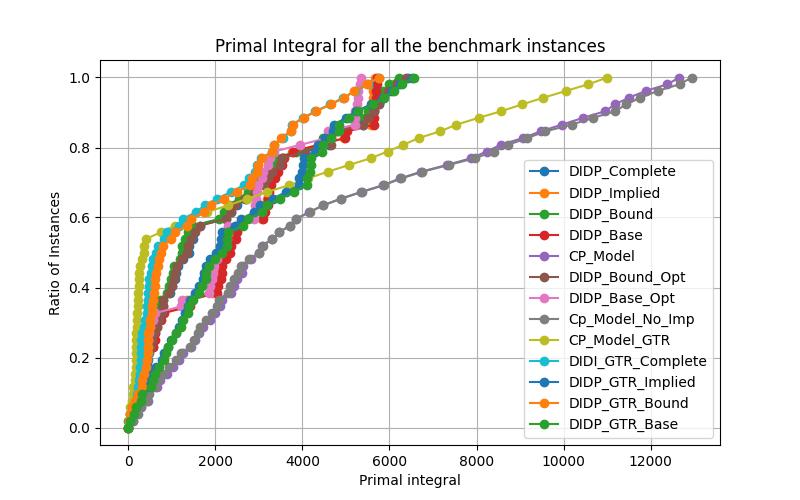 Primal Integral for all the benchmark instances
1.0
0.8
0.6
0.4
0.2
0.0
Ratio of Instances
DIDP_Complete
DIDP_Implied
DIDP_Bound
DIDP_Base
CP_Model
DIDP_Bound_Opt
DIDP_Base_Opt
Cp_Model_No_Imp
CP_Model_GTR
DIDI_GTR_Complete
DIDP_GTR_Implied
DIDP_GTR_Bound
DIDP_GTR_Base
0 2000 4000 6000 8000 10000 12000
Primal integral